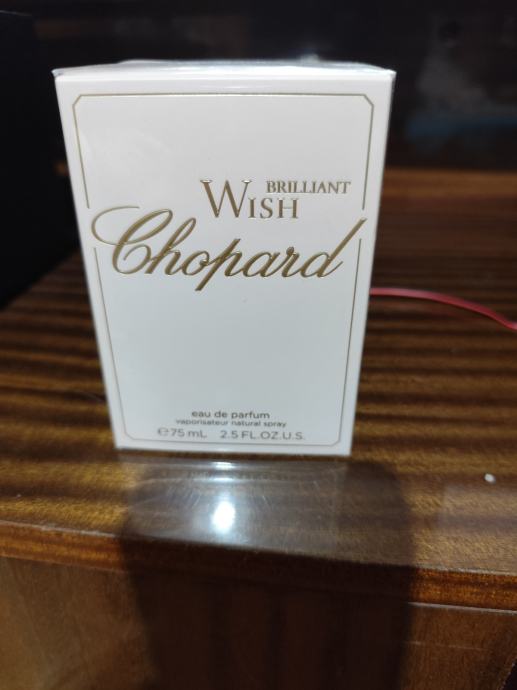 BRILLIANT
WISH
Chopard
eau de parfum
vaporisateur natural spray
℮75 mL 2.5 FL.OZ.U.S.